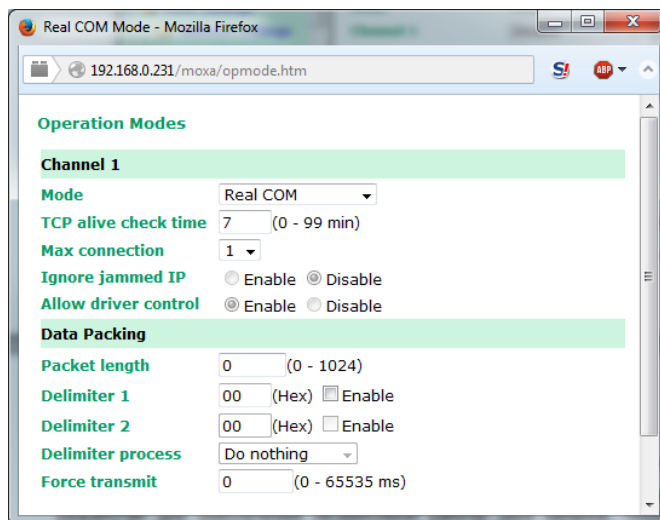 Real COM Mode - Mozilla Firefox
192.168.0.231/moxa/opmode.htm
S!
ABP
Operation Modes
Channel 1
Mode Real COM
TCP alive check time 7 (0 - 99 min)
Max connection 1
Ignore jammed IP Enable Disable
Allow driver control Enable Disable
Data Packing
Packet length 0 (0 - 1024)
Delimiter 1 00 (Hex) Enable
Delimiter 2 00 (Hex) Enable
Delimiter process Do nothing
Force transmit 0 (0 - 65535 ms)